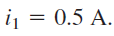 i₁ = 0.5 A.